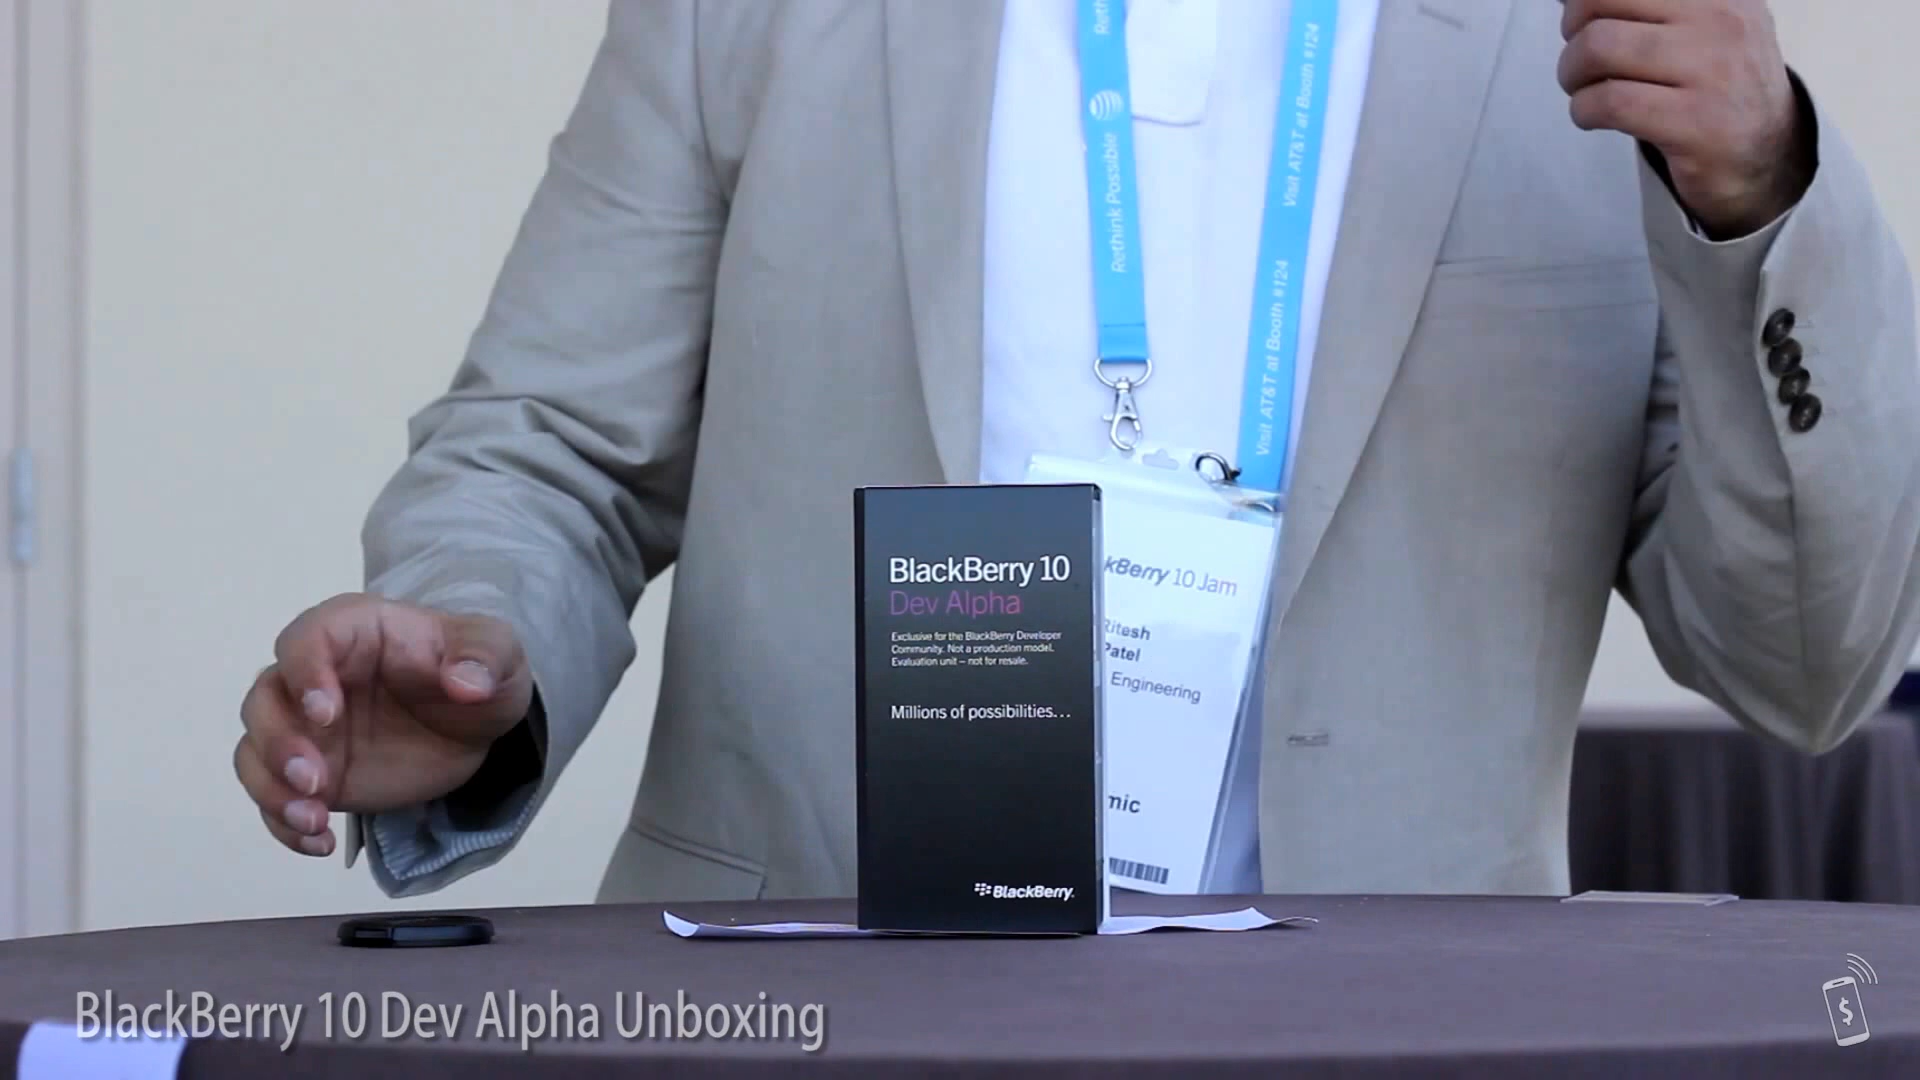 Reth
Rethink Possible
Visit AT&T at Booth #124
Visit AT&T at Booth #124
BlackBerry 10
Dev Alpha
Exclusive for the BlackBerry Developer
Community. Not a production model.
Evaluation unit – not for resale.
Millions of possibilities...
BlackBerry.
kBerry 10 Jam
Ritesh
Patel
Engineering
mic
BlackBerry 10 Dev Alpha Unboxing
$